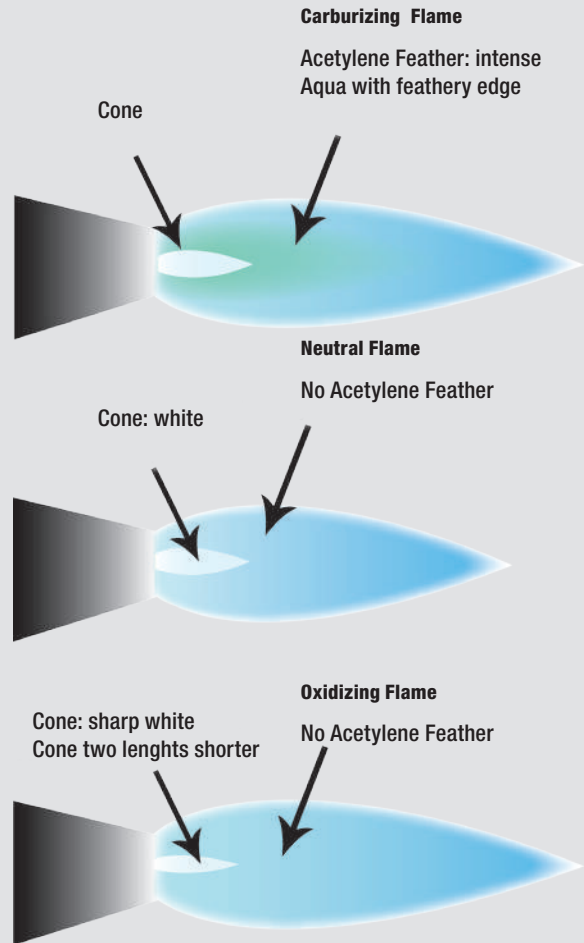 Carburizing Flame
Acetylene Feather: intense
Aqua with feathery edge
Cone
Neutral Flame
No Acetylene Feather
Cone: white
Oxidizing Flame
No Acetylene Feather
Cone: sharp white
Cone two lenghts shorter